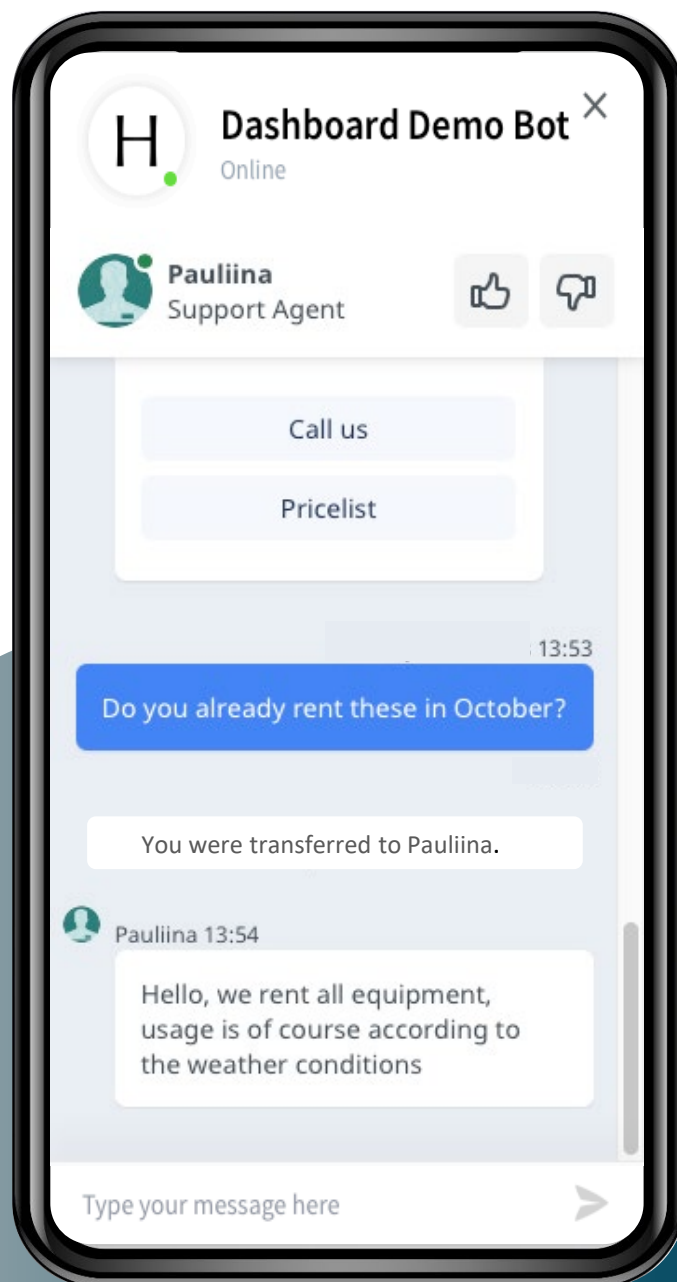 H
Dashboard Demo Bot
Online
Pauliina
Support Agent
Call us
Pricelist
13:53
Do you already rent these in October?
You were transferred to Pauliina.
Pauliina 13:54
Hello, we rent all equipment,
usage is of course according to
the weather conditions
Type your message here